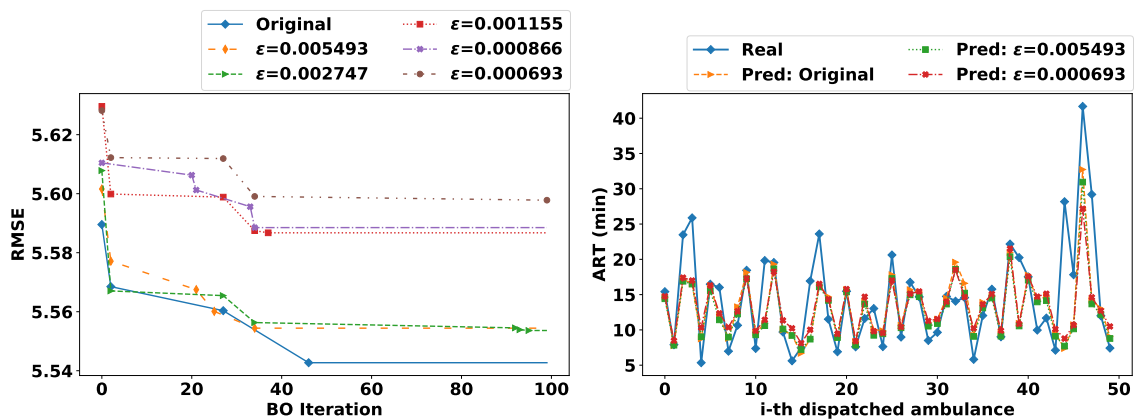 Original
ε=0.005493
ε=0.002747
ε=0.001155
ε=0.000866
ε=0.000693
5.62
5.60
5.58
5.56
5.54
RMSE
0 20 40 60 80 100
BO Iteration
Real
Pred: Original
Pred: ε=0.005493
Pred: ε=0.000693
40
35
30
25
20
15
10
5
ART (min)
0 10 20 30 40 50
i-th dispatched ambulance